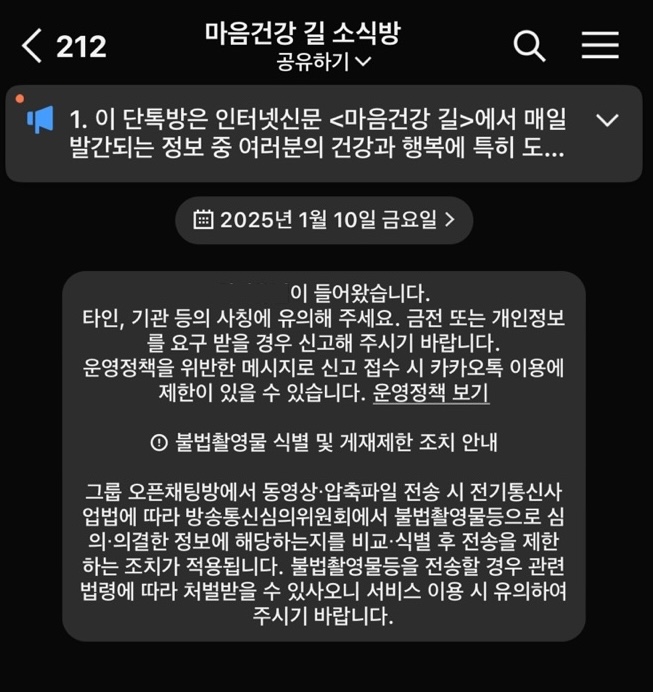 212
마음건강 길 소식방
공유하기
1. 이 단톡방은 인터넷신문 <마음건강 길>에서 매일
발간되는 정보 중 여러분의 건강과 행복에 특히 도...
2025년 1월 10일 금요일
이 들어왔습니다.
타인, 기관 등의 사칭에 유의해 주세요. 금전 또는 개인정보
를 요구 받을 경우 신고해 주시기 바랍니다.
운영정책을 위반한 메시지로 신고 접수 시 카카오톡 이용에
제한이 있을 수 있습니다. 운영정책 보기
불법촬영물 식별 및 게재제한 조치 안내
그룹 오픈채팅방에서 동영상·압축파일 전송 시 전기통신사
업법에 따라 방송통신심의위원회에서 불법촬영물등으로 심
의·의결한 정보에 해당하는지를 비교·식별 후 전송을 제한
하는 조치가 적용됩니다. 불법촬영물등을 전송할 경우 관련
법령에 따라 처벌받을 수 있사오니 서비스 이용 시 유의하여
주시기 바랍니다.